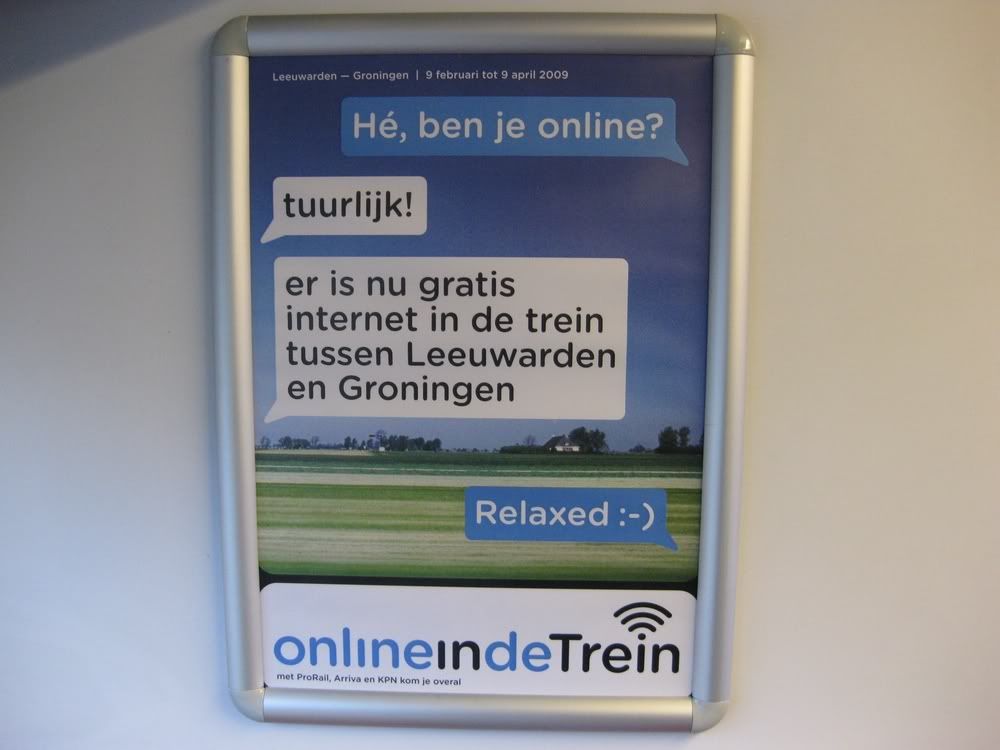 Leeuwarden — Groningen | 9 februari tot 9 april 2009
Hé, ben je online?
tuurlijk!
er is nu gratis
internet in de trein
tussen Leeuwarden
en Groningen
Relaxed :-)
onlineindeTrein
met ProRail, Arriva en KPN kom je overal